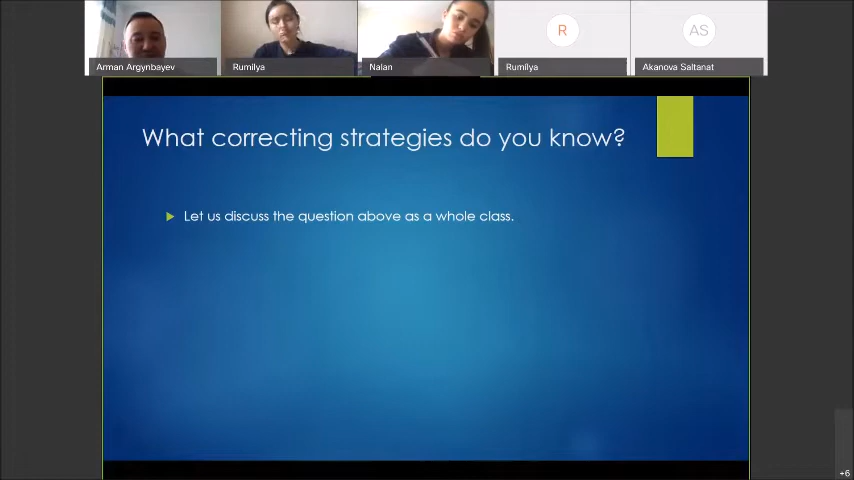 R
AS
Arman Argynbayev
Rumilya
Nalan
Rumilya
Akanova Saltanat
What correcting strategies do you know?
Let us discuss the question above as a whole class.
+6